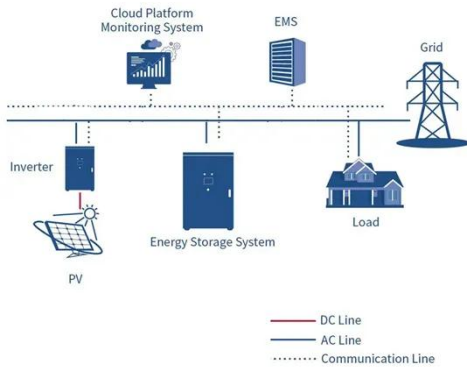 Cloud Platform
Monitoring System
EMS
Grid
Inverter
Energy Storage System
Load
PV
DC Line
AC Line
Communication Line